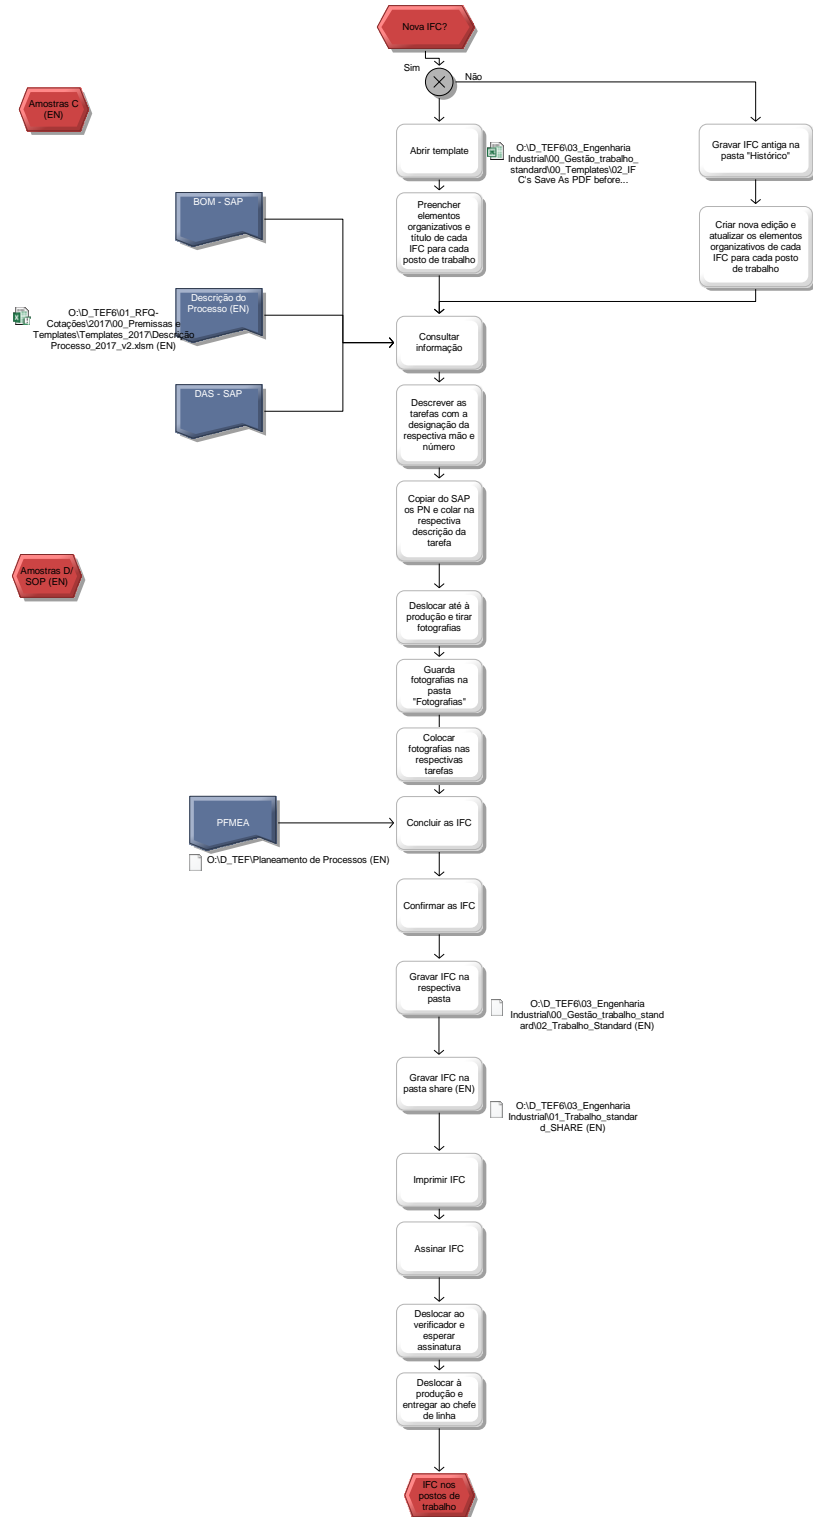 Nova IFC?
Sim
Não
Amostras C
(EN)
Abrir template
O:\D_TEF6\03_Engenharia
Industrial\00_Gestão_trabalho_
standard\00_Templates\02_IF
C's Save As PDF before...
Gravar IFC antiga na
pasta "Histórico"
BOM - SAP
Preencher
elementos
organizativos e
título de cada
IFC para cada
posto de trabalho
Criar nova edição e
atualizar os elementos
organizativos de cada
IFC para cada posto
de trabalho
Descrição do
Processo (EN)
O:\D_TEF6\01_RFQ-
Cotações\2017\00_Premissas e
Templates\Templates_2017\Descrição
Processo_2017_v2.xlsm (EN)
Consultar
informação
DAS - SAP
Descrever as
tarefas com a
designação da
respectiva mão e
número
Copiar do SAP
os PN e colar na
respectiva
descrição da
tarefa
Amostras D/
SOP (EN)
Deslocar até à
produção e tirar
fotografias
Guarda
fotografias na
pasta
"Fotografias"
Colocar
fotografias nas
respectivas
tarefas
PFMEA
Concluir as IFC
O:\D_TEF\Planeamento de Processos (EN)
Confirmar as IFC
Gravar IFC na
respectiva
pasta
O:\D_TEF6\03_Engenharia
Industrial\00_Gestão_trabalho_stand
ard\02_Trabalho_Standard (EN)
Gravar IFC na
pasta share (EN)
O:\D_TEF6\03_Engenharia
Industrial\01_Trabalho_standar
d_SHARE (EN)
Imprimir IFC
Assinar IFC
Deslocar ao
verificador e
esperar
assinatura
Deslocar à
produção e
entregar ao chefe
de linha
IFC nos
postos de
trabalho